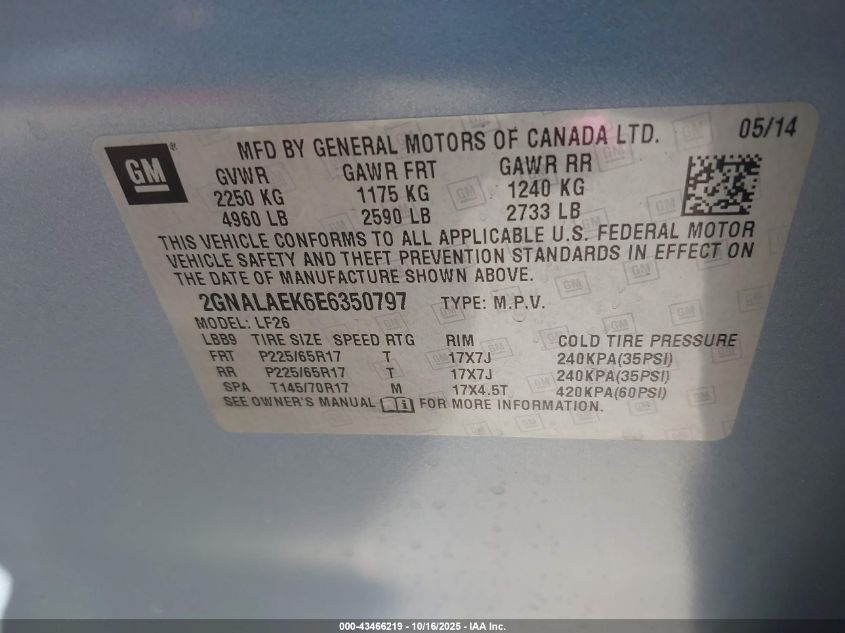 GM®
MFD BY GENERAL MOTORS OF CANADA LTD. 05/14
GVWR GAWR FRT GAWR RR
2250 KG 1175 KG 1240 KG
4960 LB 2590 LB 2733 LB
THIS VEHICLE CONFORMS TO ALL APPLICABLE U.S. FEDERAL MOTOR
VEHICLE SAFETY AND THEFT PREVENTION STANDARDS IN EFFECT ON
THE DATE OF MANUFACTURE SHOWN ABOVE.
2GNALAEK6E6350797 TYPE: M.P.V.
MODEL: LF26
LBB9 TIRE SIZE SPEED RTG RIM COLD TIRE PRESSURE
FRT P225/65R17 T 17X7J 240KPA(35PSI)
RR P225/65R17 T 17X7J 240KPA(35PSI)
SPA T145/70R17 M 17X4.5T 420KPA(60PSI)
SEE OWNER'S MANUAL FOR MORE INFORMATION.
000-43466219 - 10/16/2025 - IAA Inc.